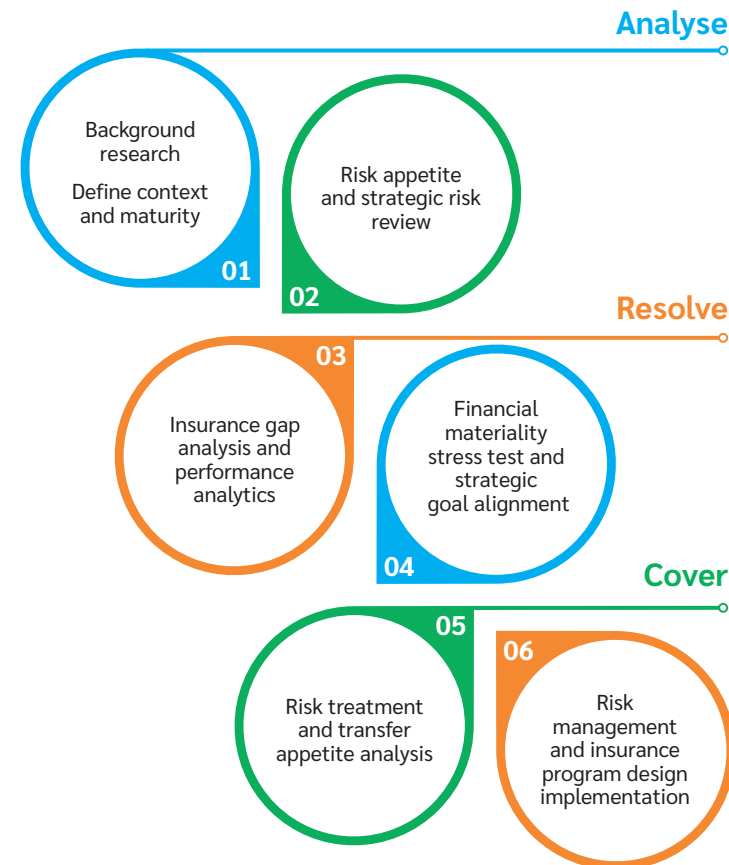 Analyse
Background
research
Define context
and maturity
01
Risk appetite
and strategic risk
review
02
Resolve
03
Insurance gap
analysis and
performance
analytics
Financial
materiality
stress test and
strategic
goal alignment
04
Cover
05
Risk treatment
and transfer
appetite analysis
06
Risk
management
and insurance
program design
implementation